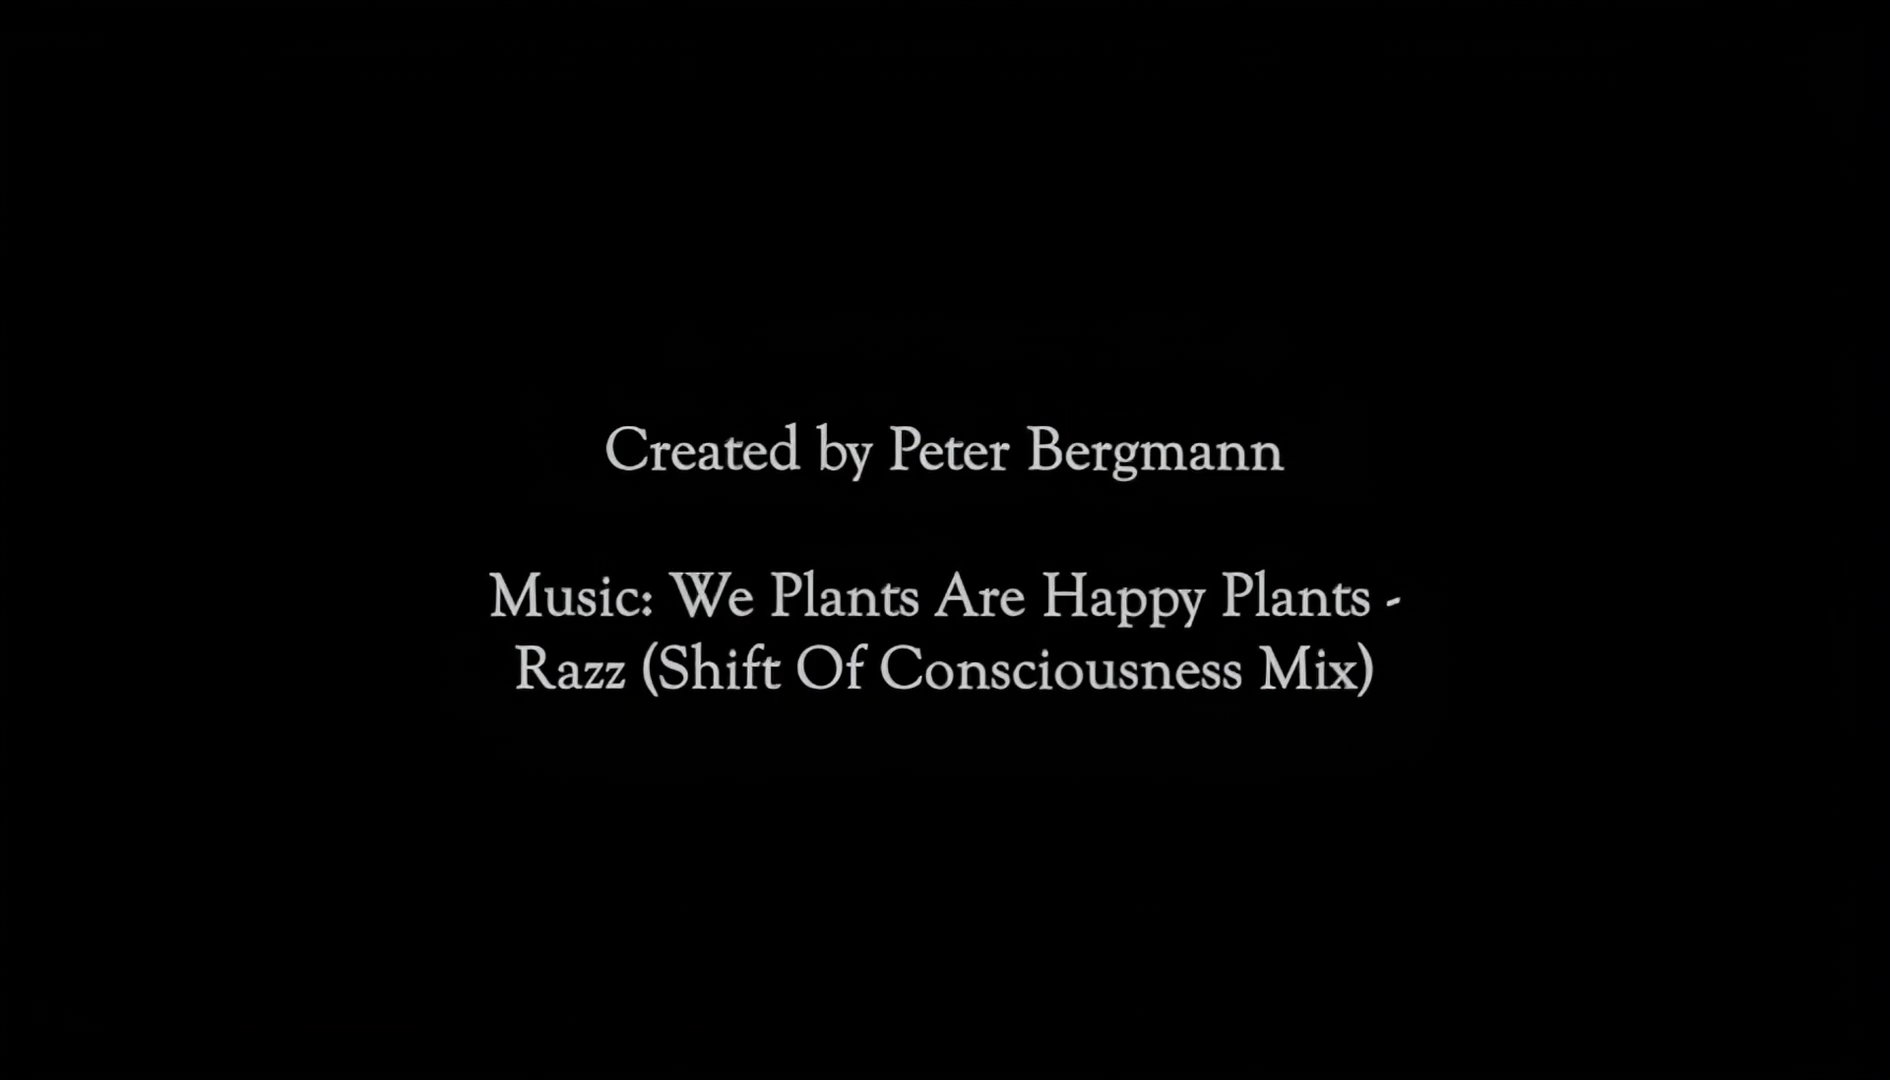 Created by Peter Bergmann
Music: We Plants Are Happy Plants -
Razz (Shift Of Consciousness Mix)